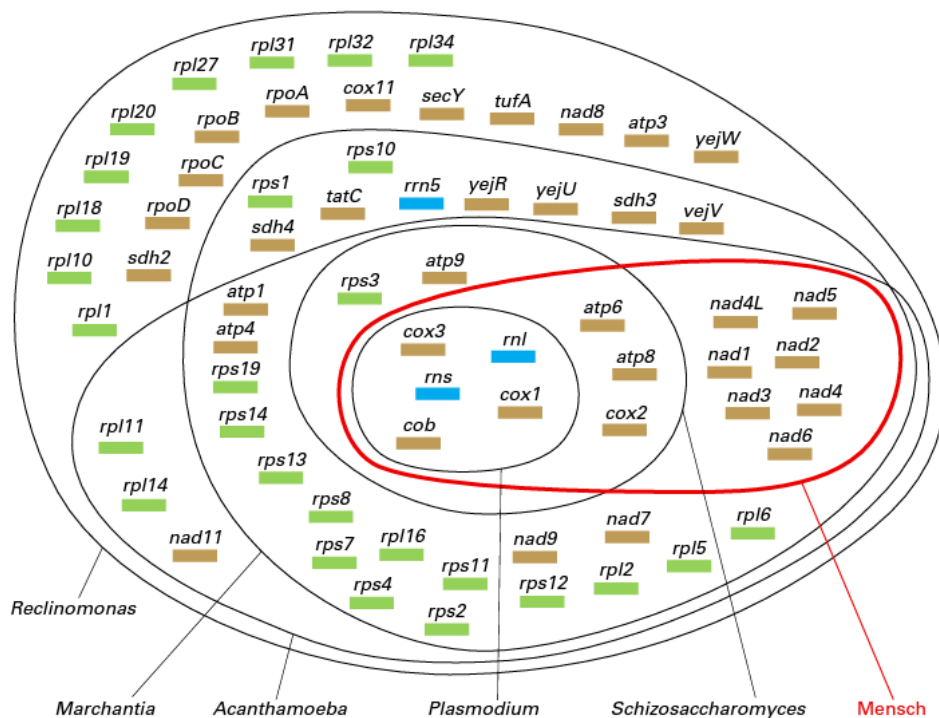 rpl31 rpl32 rpl34
rpl27
rpoA cox11 secY tufA nad8 atp3 yejW
rpl20 rpoB
rpl19 rpoC rps10
rps1 tatC rrn5 yejR yejU sdh3 vejV
rpl18 rpoD
sdh4
rpl10 sdh2 atp9
rps3
atp1 nad4L nad5
rpl1 atp4 cox3 rnl atp6
rps19 rns atp8 nad1 nad2
rps14 cox1 nad3 nad4
rpl11 cob cox2
nad6
rps13
rpl14 rps8 rpl6
nad11 rps7 rpl16 nad9 nad7
rps4 rps11 rps12 rpl2 rpl5
rps2
Reclinomonas
Marchantia Acanthamoeba Plasmodium Schizosaccharomyces Mensch